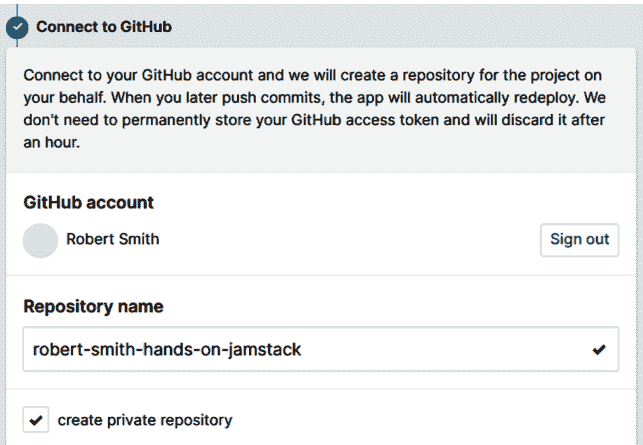 Connect to GitHub
Connect to your GitHub account and we will create a repository for the project on
your behalf. When you later push commits, the app will automatically redeploy. We
don't need to permanently store your GitHub access token and will discard it after
an hour.
GitHub account
Robert Smith
Sign out
Repository name
robert-smith-hands-on-jamstack
create private repository